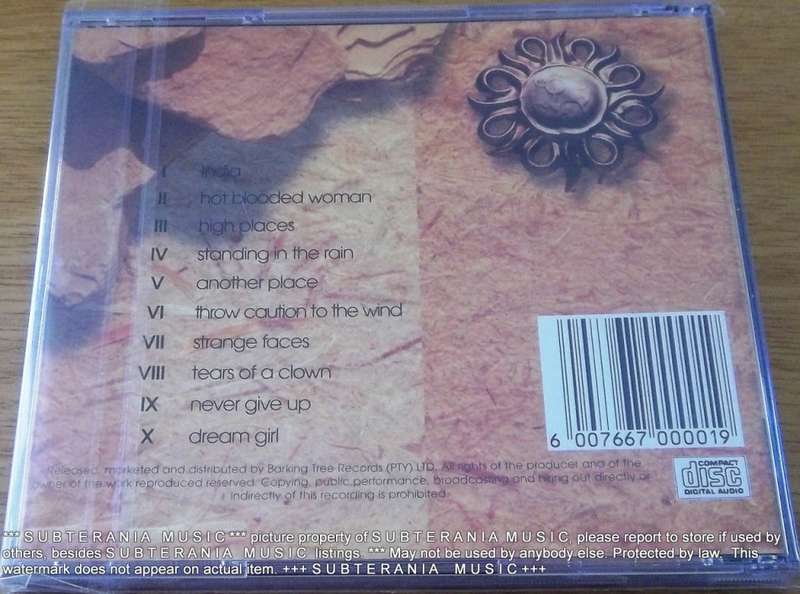 I india
II hot blooded woman
III high places
IV standing in the rain
V another place
VI throw caution to the wind
VII strange faces
VIII tears of a clown
IX never give up
X dream girl
6 007667 000019
Released, marketed and distributed by Barking Tree Records (PTY) LTD. All rights of the producer and of the
owner of the work reproduced reserved. Copying, public performance, broadcasting and hiring out directly or
indirectly of this recording is prohibited.
COMPACT
disc
DIGITAL AUDIO
*** S U B T E R A N I A M U S I C *** picture property of S U B T E R A N I A M U S I C, please report to store if used by
others, besides S U B T E R A N I A M U S I C listings. *** May not be used by anybody else. Protected by law. This
watermark does not appear on actual item. +++ S U B T E R A N I A M U S I C +++